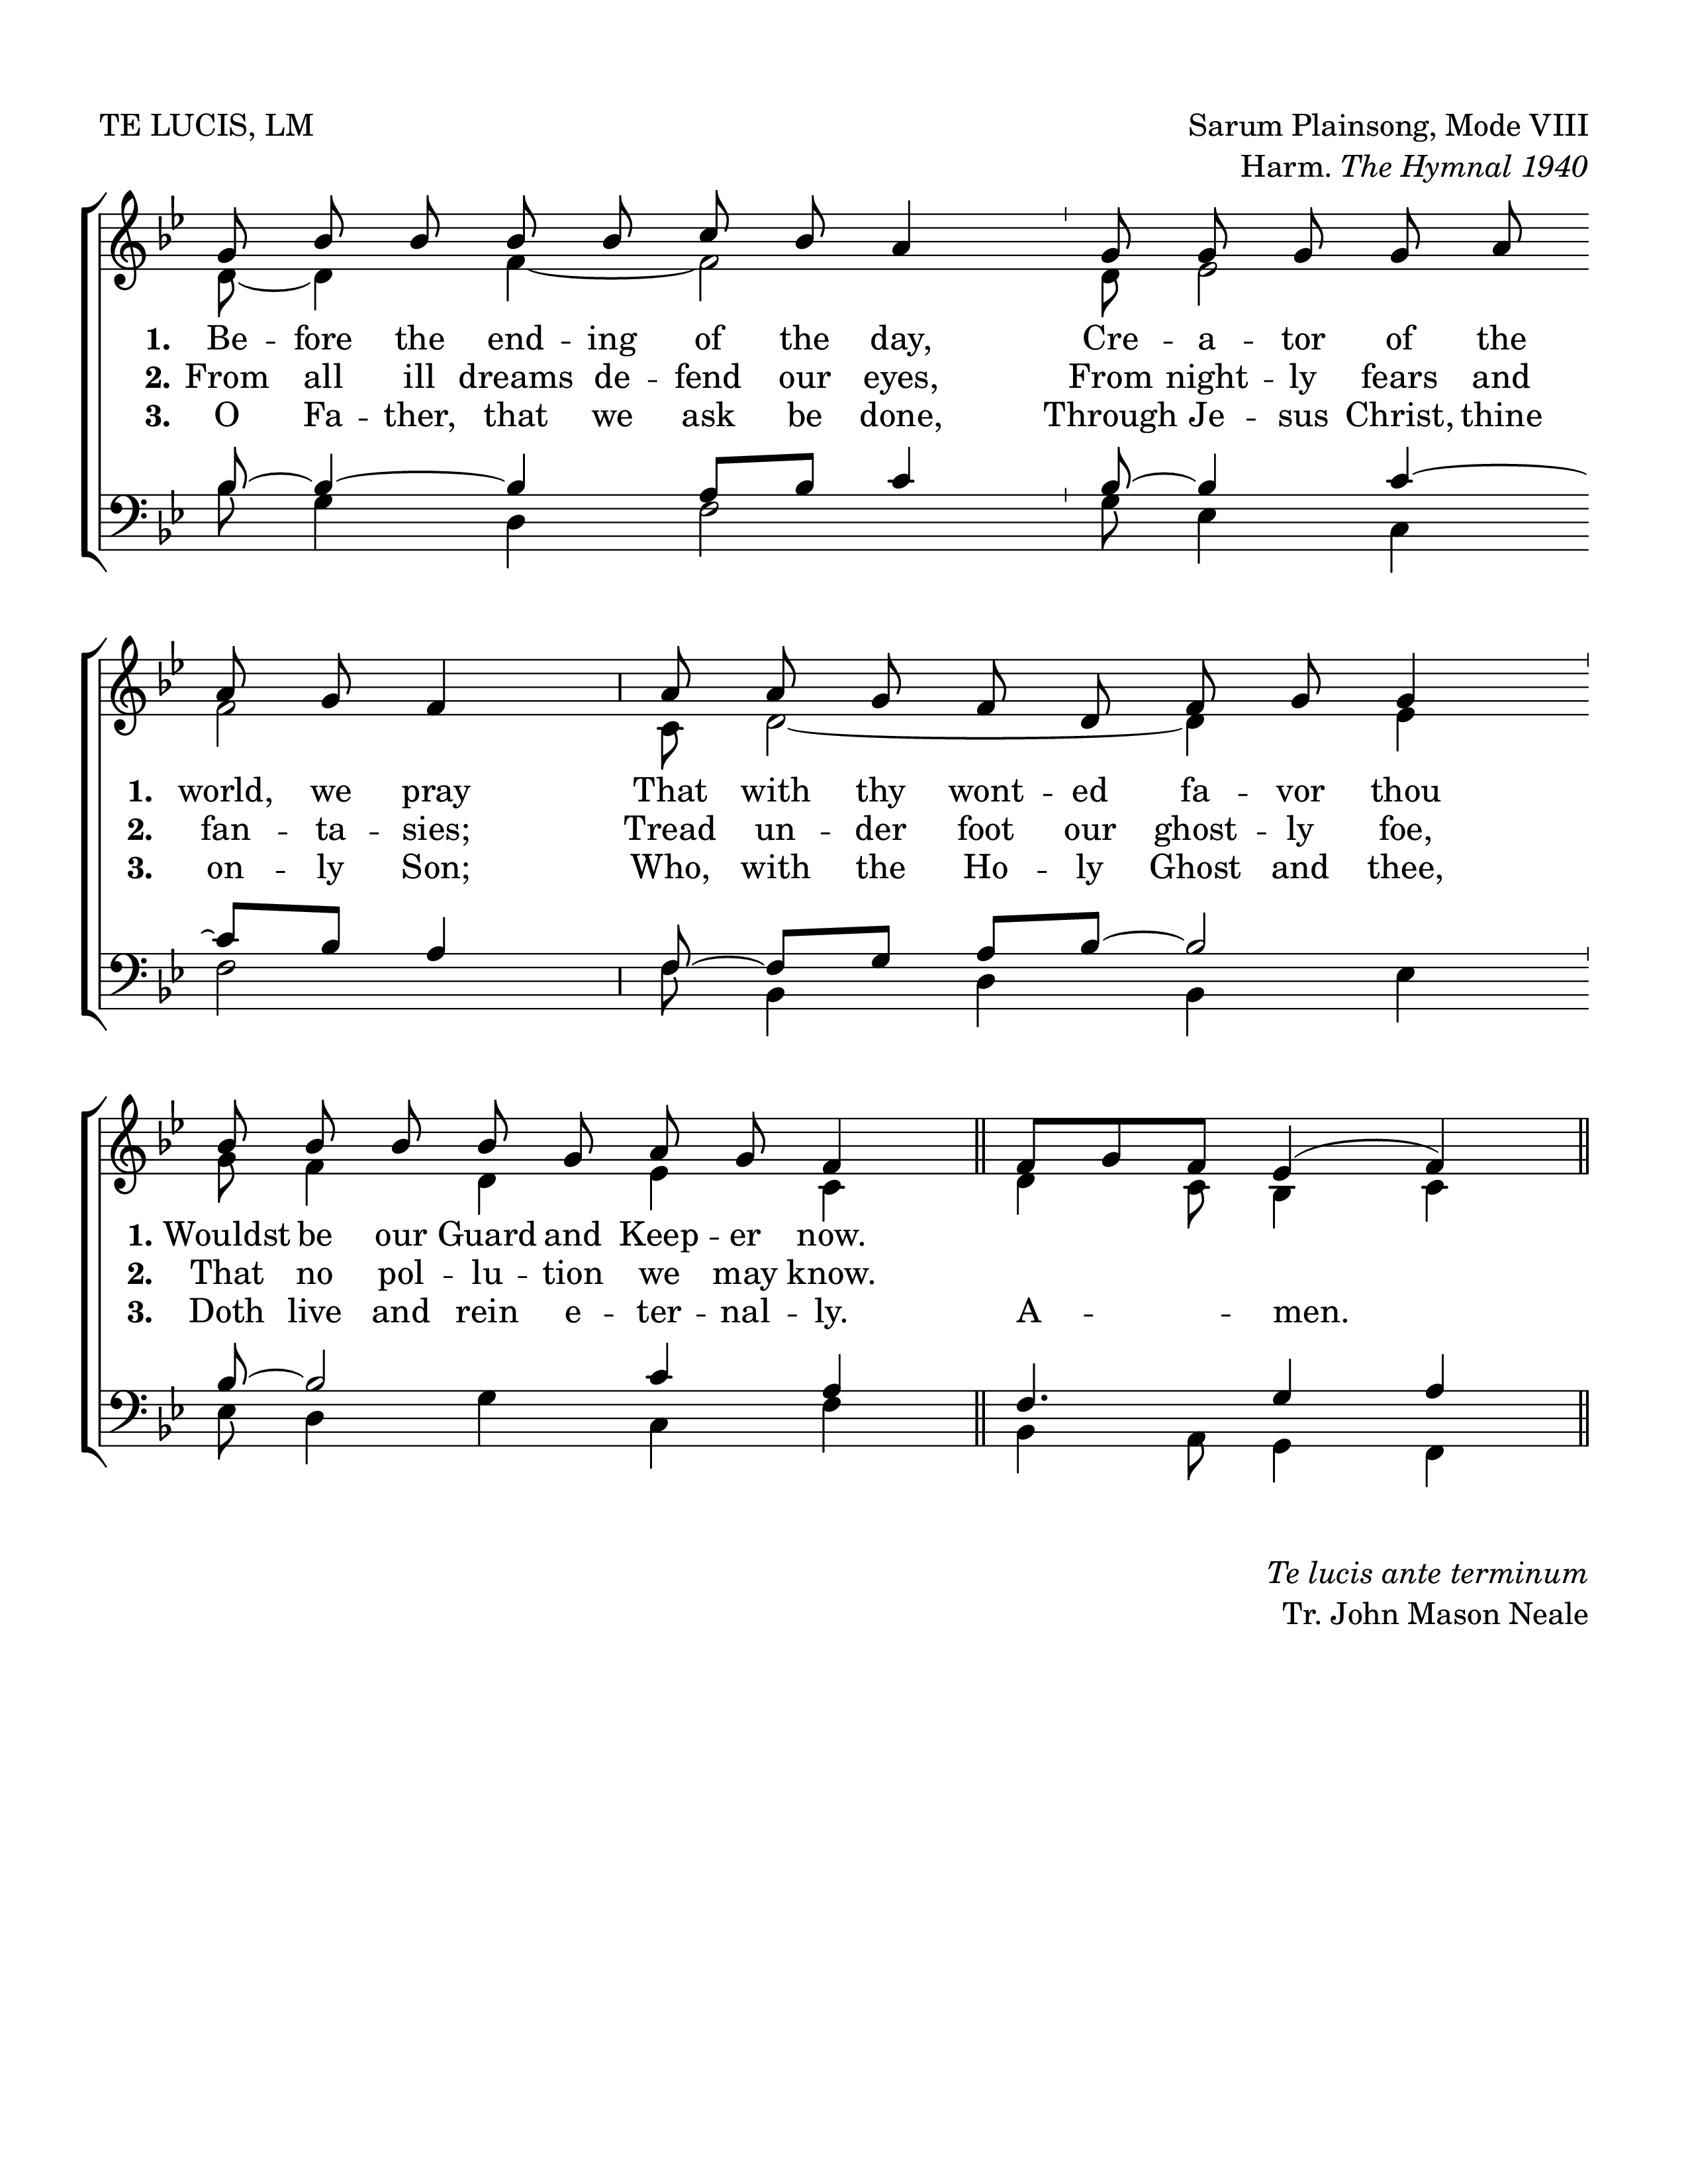 TE LUCIS, LM
Sarum Plainsong, Mode VIII
Harm. The Hymnal 1940
1. Be -- fore the end -- ing of the day, Cre -- a -- tor of the
2. From all ill dreams de -- fend our eyes, From night -- ly fears and
3. O Fa -- ther, that we ask be done, Through Je -- sus Christ, thine
1. world, we pray That with thy wont -- ed fa -- vor thou
2. fan -- ta -- sies; Tread un -- der foot our ghost -- ly foe,
3. on -- ly Son; Who, with the Ho -- ly Ghost and thee,
1. Wouldst be our Guard and Keep -- er now.
2. That no pol -- lu -- tion we may know.
3. Doth live and rein e -- ter -- nal -- ly. A -- -- men.
Te lucis ante terminum
Tr. John Mason Neale